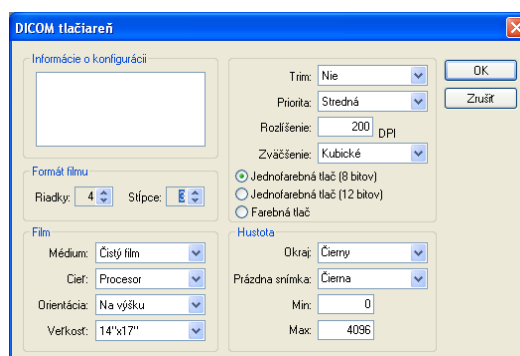 DICOM tlačiareň
Informácie o konfigurácii
Trim: Nie
Priorita: Stredná
Rozlíšenie: 200 DPI
Zväčšenie: Kubické
Jednofarebná tlač (8 bitov)
Jednofarebná tlač (12 bitov)
Farebná tlač
OK
Zrušiť
Formát filmu
Riadky: 4 Stĺpce: 3
Film
Médium: Čistý film
Cieľ: Procesor
Orientácia: Na výšku
Veľkosť: 14"x17"
Hustota
Okraj: Čierny
Prázdna snímka: Čierna
Min: 0
Max: 4096